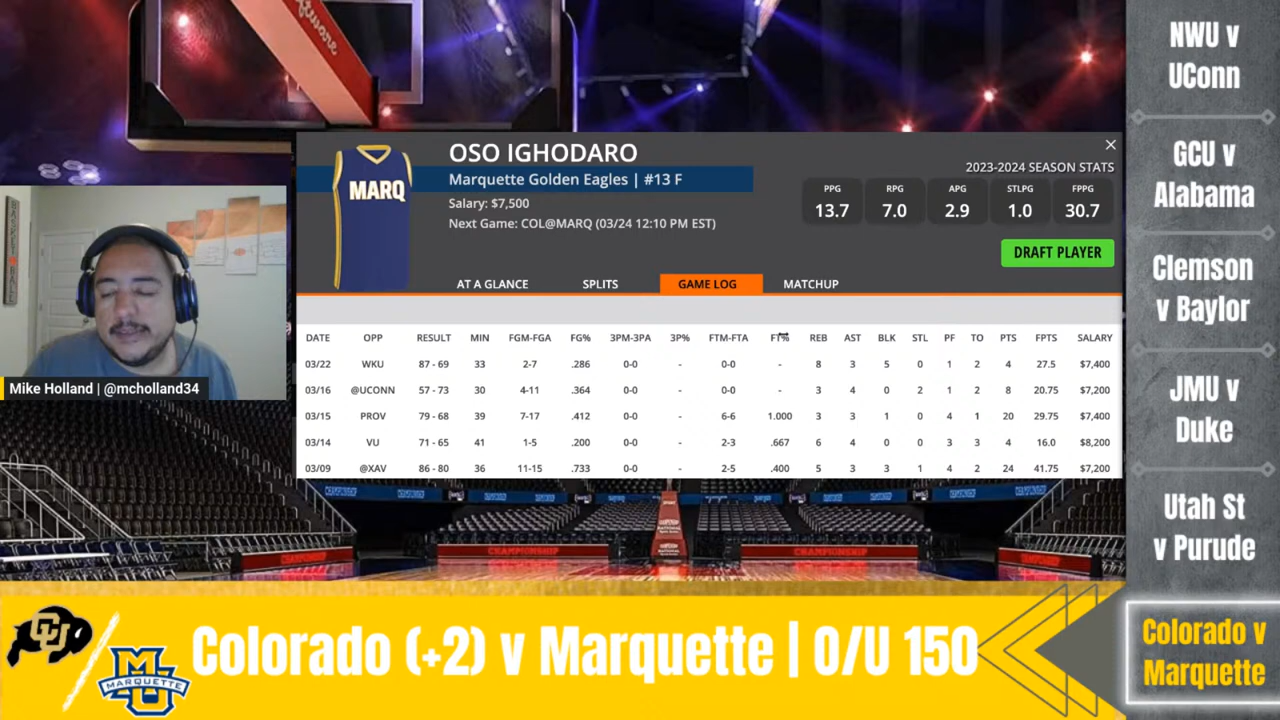 NWU v
UConn
GCU v
Alabama
Clemson
v Baylor
JMU v
Duke
Utah St
v Purude
Colorado v
Marquette
OSO IGHODARO
Marquette Golden Eagles | #13 F
Salary: $7,500
Next Game: COL@MARQ (03/24 12:10 PM EST)
MARQ
2023-2024 SEASON STATS
PPG RPG APG STLPG FPPG
13.7 7.0 2.9 1.0 30.7
DRAFT PLAYER
AT A GLANCE SPLITS GAME LOG MATCHUP
DATE OPP RESULT MIN FGM-FGA FG% 3PM-3PA 3P% FTM-FTA FT% REB AST BLK STL PF TO PTS FPTS SALARY
03/22 WKU 87 - 69 33 2-7 .286 0-0 - 0-0 - 8 3 5 0 1 2 4 27.5 $7,400
03/16 @UCONN 57 - 73 30 4-11 .364 0-0 - 0-0 - 3 4 0 2 1 2 8 20.75 $7,200
03/15 PROV 79 - 68 39 7-17 .412 0-0 - 6-6 1.000 3 3 1 0 4 1 20 29.75 $7,400
03/14 VU 71 - 65 41 1-5 .200 0-0 - 2-3 .667 6 4 0 0 3 3 4 16.0 $8,200
03/09 @XAV 86 - 80 36 11-15 .733 0-0 - 2-5 .400 5 3 3 1 4 2 24 41.75 $7,200
Mike Holland | @mcholland34
CHAMPIONSHIP
CHAMPIONSHIP
CU
MU
MARQUETTE
Colorado (+2) v Marquette | O/U 150